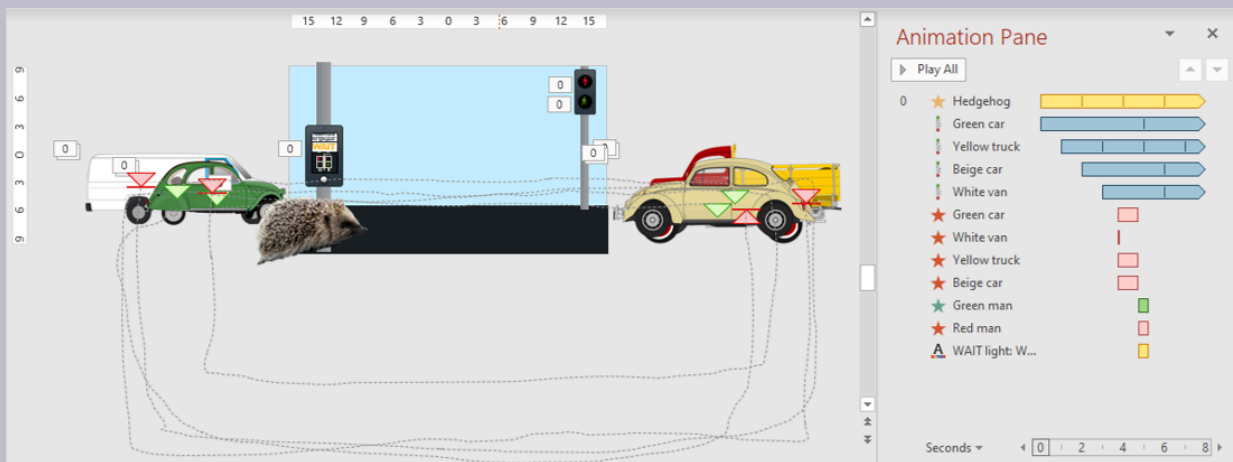 15 12 9 6 3 0 3 6 9 12 15
9
6
3
0
3
6
9
0
0
0
0
0
0
WAIT
0
Animation Pane
Play All
0 Hedgehog
Green car
Yellow truck
Beige car
White van
Green car
White van
Yellow truck
Beige car
Green man
Red man
A WAIT light: W...
Seconds 0 2 4 6 8